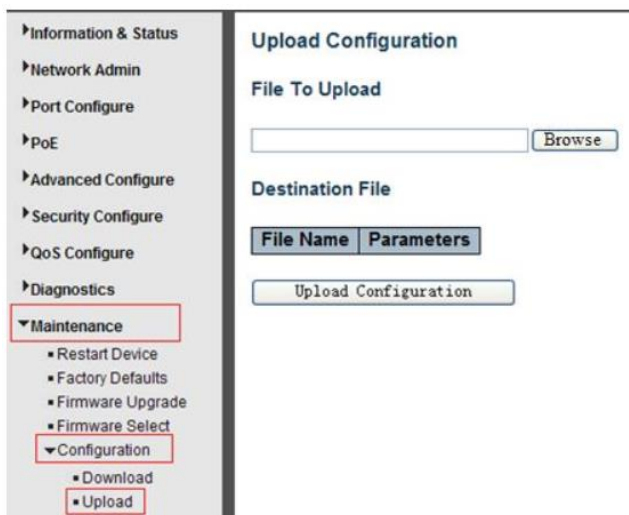 Information & Status
Network Admin
Port Configure
PoE
Advanced Configure
Security Configure
QoS Configure
Diagnostics
Maintenance
Restart Device
Factory Defaults
Firmware Upgrade
Firmware Select
Configuration
Download
Upload
Upload Configuration
File To Upload
Browse
Destination File
File Name Parameters
Upload Configuration